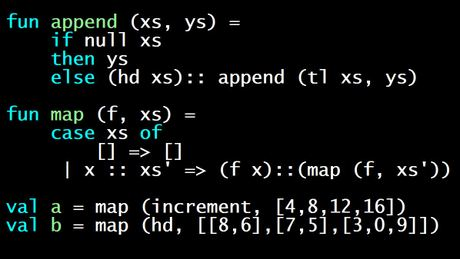 fun append (xs, ys) =
    if null xs
    then ys
    else (hd xs):: append (tl xs, ys)

fun map (f, xs) =
    case xs of
        [] => []
      | x :: xs' => (f x)::(map (f, xs'))

val a = map (increment, [4,8,12,16])
val b = map (hd, [[8,6],[7,5],[3,0,9]])